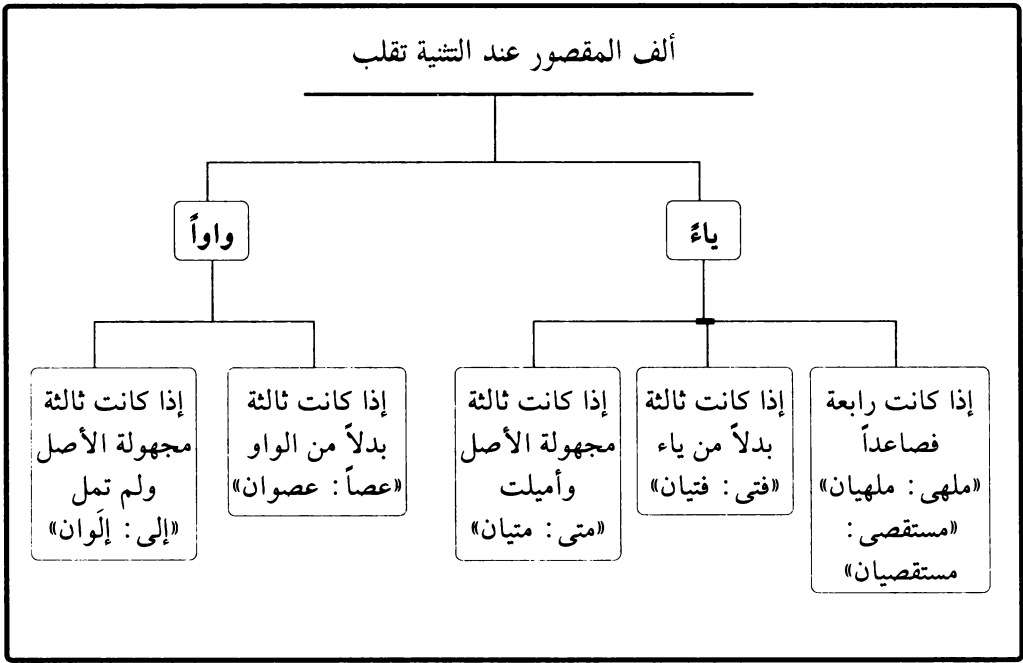 ألف المقصور عند التثنية تقلب
ياءً
إذا كانت رابعة
فصاعداً
«ملهى: ملهيان»
«مستقصى:
مستقصيان»
إذا كانت ثالثة
بدلاً من ياء
«فتى: فتيان»
إذا كانت ثالثة
مجهولة الأصل
وأميلت
«متى: متيان»
واواً
إذا كانت ثالثة
بدلاً من الواو
«عصاً: عصوان»
إذا كانت ثالثة
مجهولة الأصل
ولم تمل
«إلى: إلَوان»